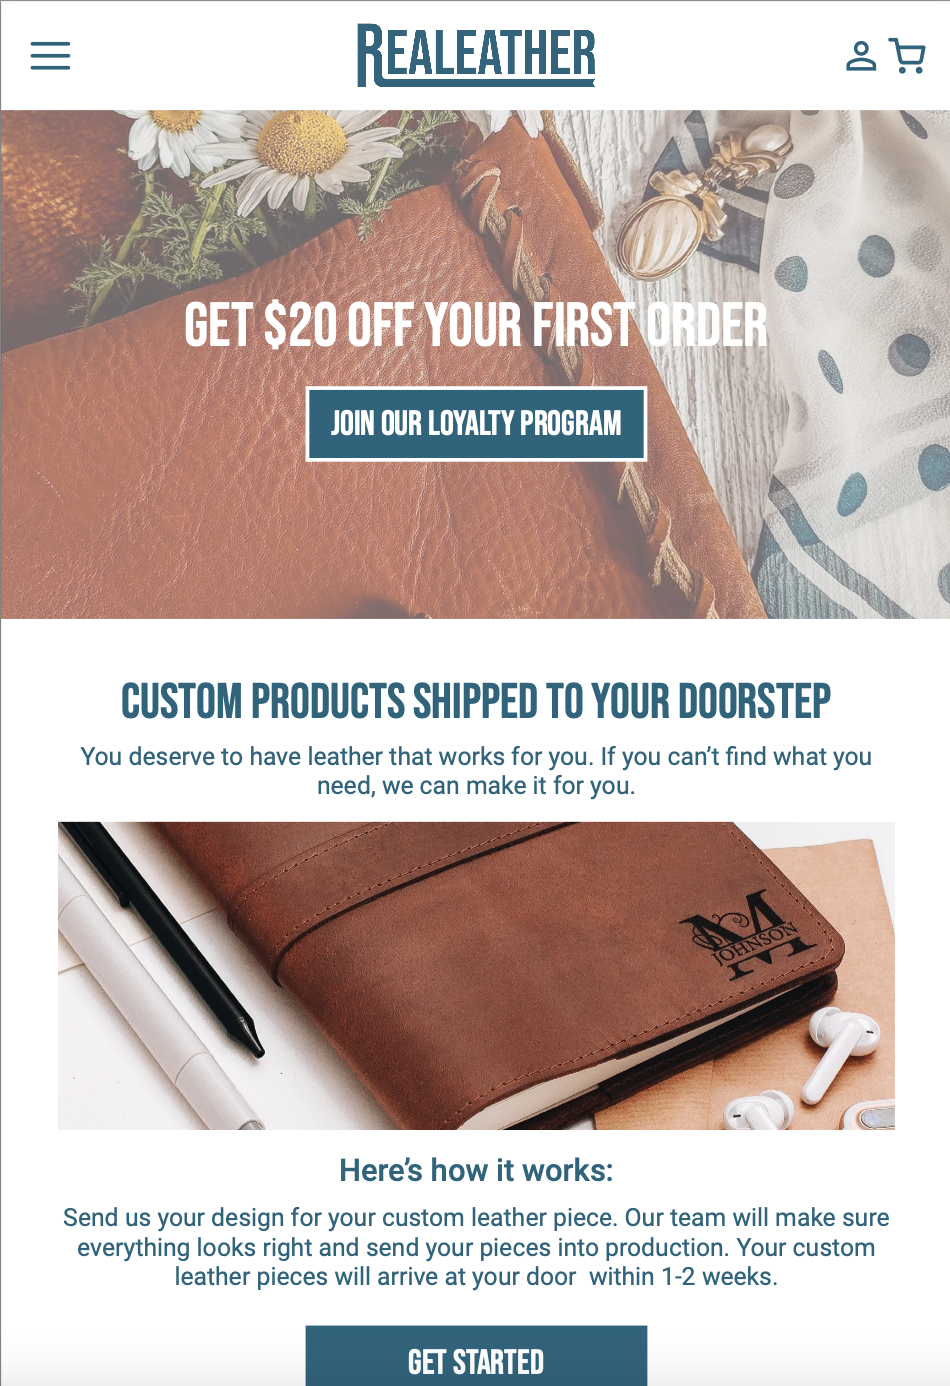 REALEATHER
GET $20 OFF YOUR FIRST ORDER
JOIN OUR LOYALTY PROGRAM
CUSTOM PRODUCTS SHIPPED TO YOUR DOORSTEP
You deserve to have leather that works for you. If you can’t find what you
need, we can make it for you.
M
JOHNSON
Here’s how it works:
Send us your design for your custom leather piece. Our team will make sure
everything looks right and send your pieces into production. Your custom
leather pieces will arrive at your door  within 1-2 weeks.
GET STARTED